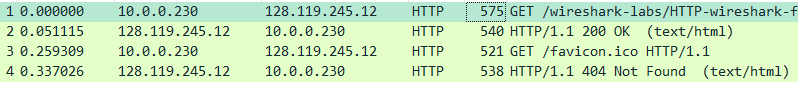 1 0.000000 10.0.0.230 128.119.245.12 HTTP 575 GET /wireshark-labs/HTTP-wireshark-f
2 0.051115 128.119.245.12 10.0.0.230 HTTP 540 HTTP/1.1 200 OK (text/html)
3 0.259309 10.0.0.230 128.119.245.12 HTTP 521 GET /favicon.ico HTTP/1.1
4 0.337026 128.119.245.12 10.0.0.230 HTTP 538 HTTP/1.1 404 Not Found (text/html)